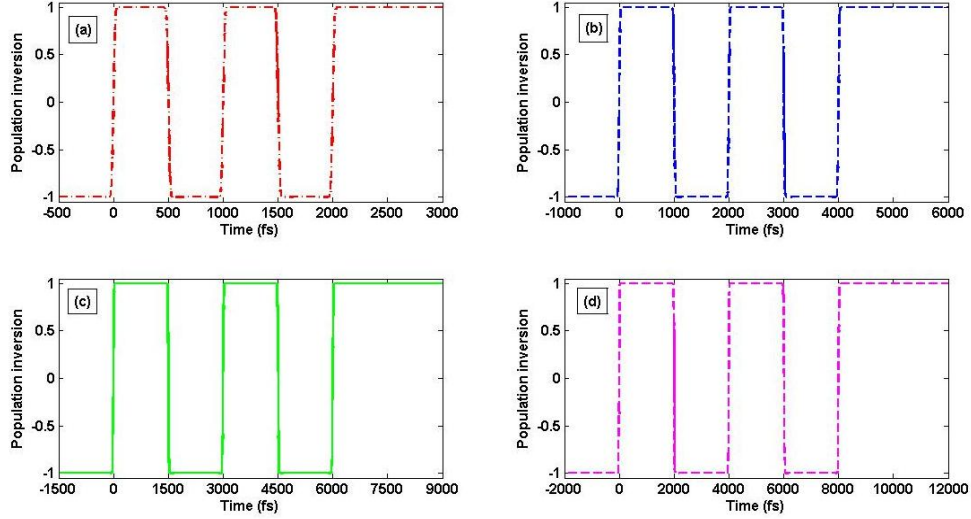 (a)
Population inversion
1
0.5
0
-0.5
-1
-500 0 500 1000 1500 2000 2500 3000
Time (fs)
(b)
Population inversion
1
0.5
0
-0.5
-1
-1000 0 1000 2000 3000 4000 5000 6000
Time (fs)
(c)
Population inversion
1
0.5
0
-0.5
-1
-1500 0 1500 3000 4500 6000 7500 9000
Time (fs)
(d)
Population inversion
1
0.5
0
-0.5
-1
-2000 0 2000 4000 6000 8000 10000 12000
Time (fs)